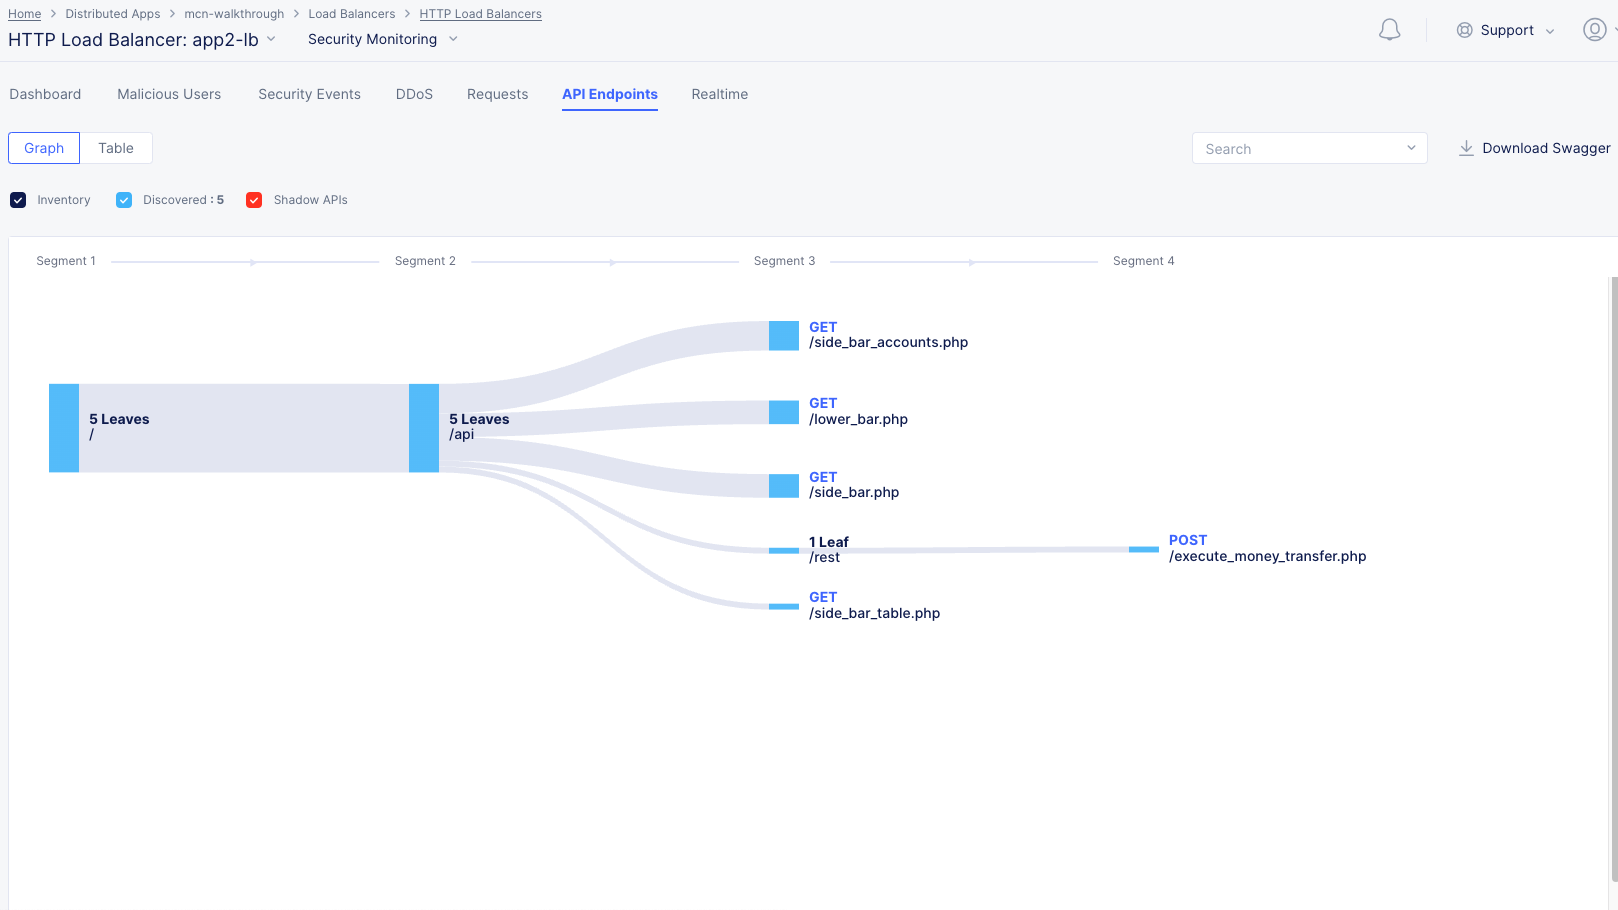 Home > Distributed Apps > mcn-walkthrough > Load Balancers > HTTP Load Balancers
HTTP Load Balancer: app2-lb Security Monitoring
Support
Dashboard Malicious Users Security Events DDoS Requests API Endpoints Realtime
Graph Table
Search
Download Swagger
Inventory Discovered : 5 Shadow APIs
Segment 1 Segment 2 Segment 3 Segment 4
GET
/side_bar_accounts.php
5 Leaves
/
5 Leaves
/api
GET
/lower_bar.php
GET
/side_bar.php
1 Leaf
/rest
POST
/execute_money_transfer.php
GET
/side_bar_table.php